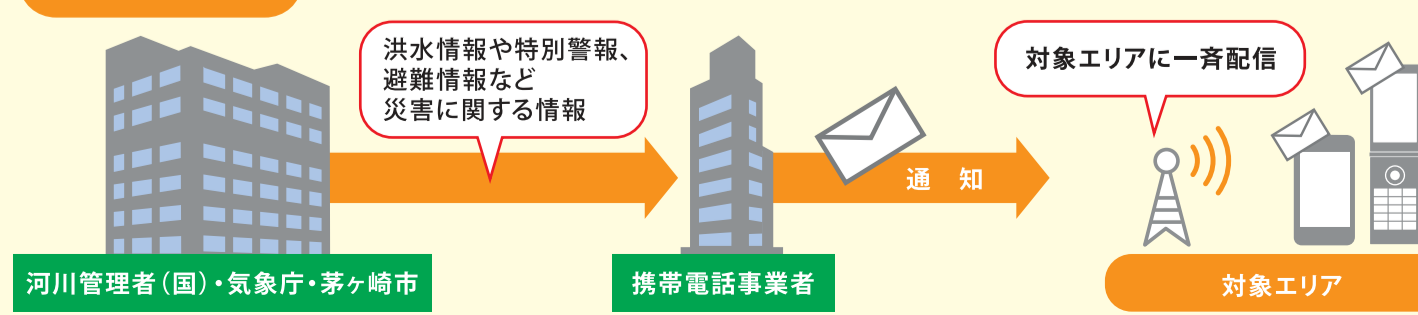 洪水情報や特別警報、
避難情報など
災害に関する情報
対象エリアに一斉配信
通 知
河川管理者(国)・気象庁・茅ヶ崎市
携帯電話事業者
対象エリア